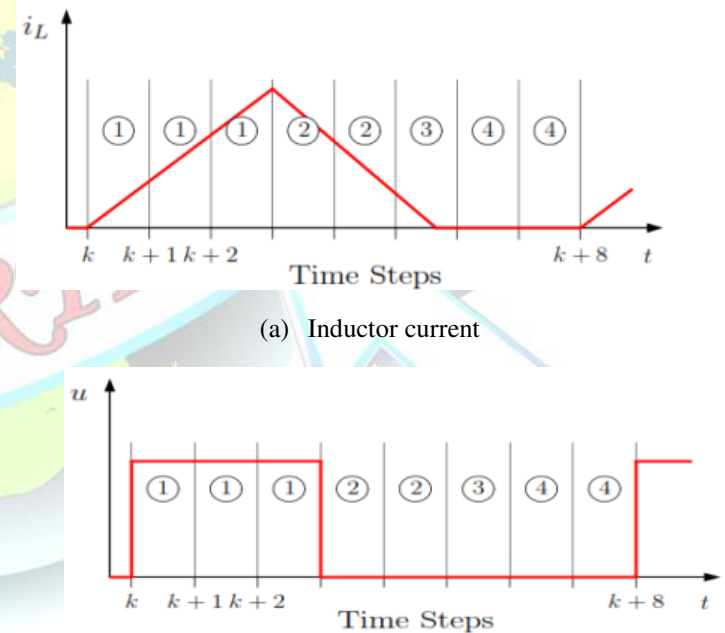 i_L
① ① ① ② ② ③ ④ ④
k k + 1 k + 2 k + 8 t
Time Steps
(a) Inductor current
u
① ① ① ② ② ③ ④ ④
k k + 1 k + 2 k + 8 t
Time Steps